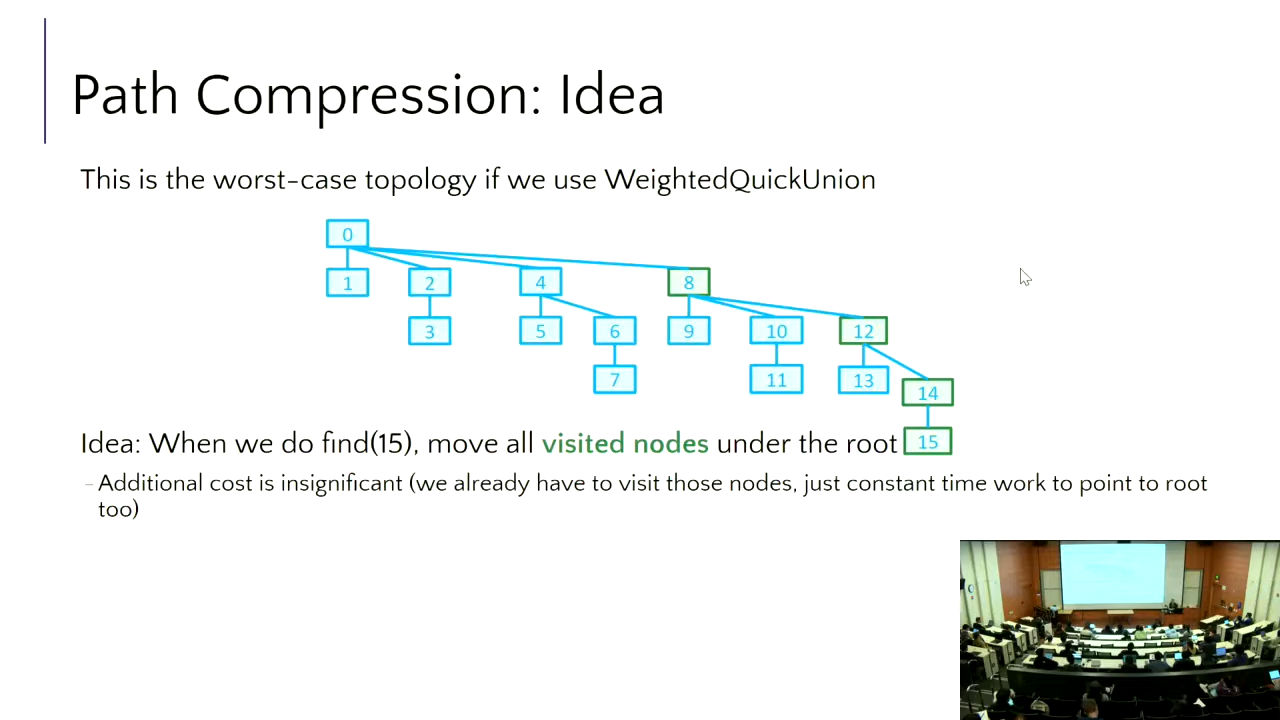 Path Compression: Idea
This is the worst-case topology if we use WeightedQuickUnion
0
1 2 4 8
3 5 6 9 10 12
7 11 13 14
Idea: When we do find(15), move all visited nodes under the root 15
– Additional cost is insignificant (we already have to visit those nodes, just constant time work to point to root
too)